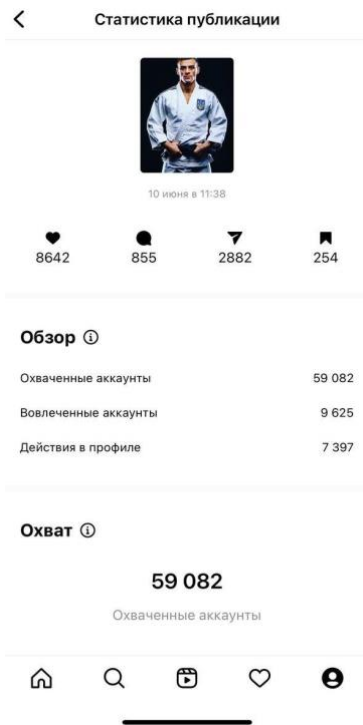 Статистика публикации
10 июня в 11:38
8642 855 2882 254
Обзор
Охваченные аккаунты 59 082
Вовлеченные аккаунты 9 625
Действия в профиле 7 397
Охват
59 082
Охваченные аккаунты